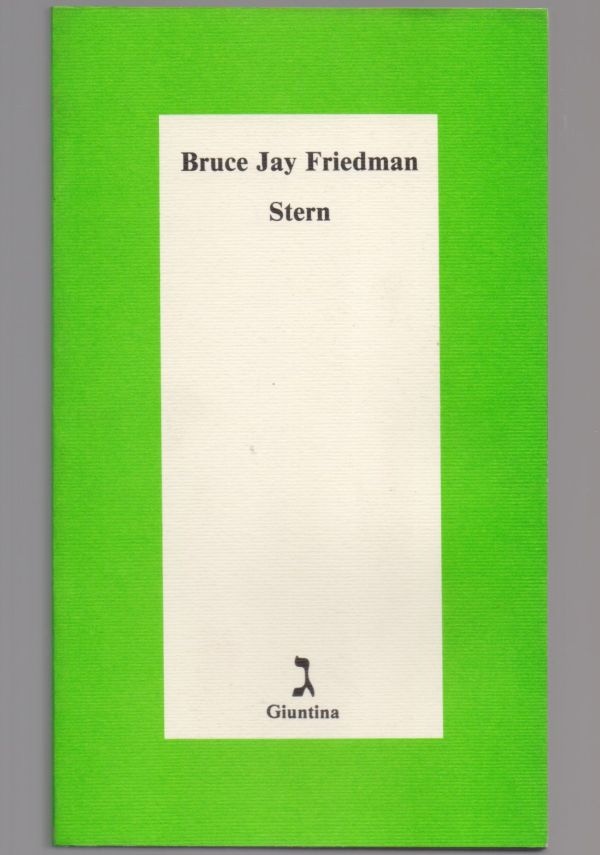 Bruce Jay Friedman
Stern
ג
Giuntina